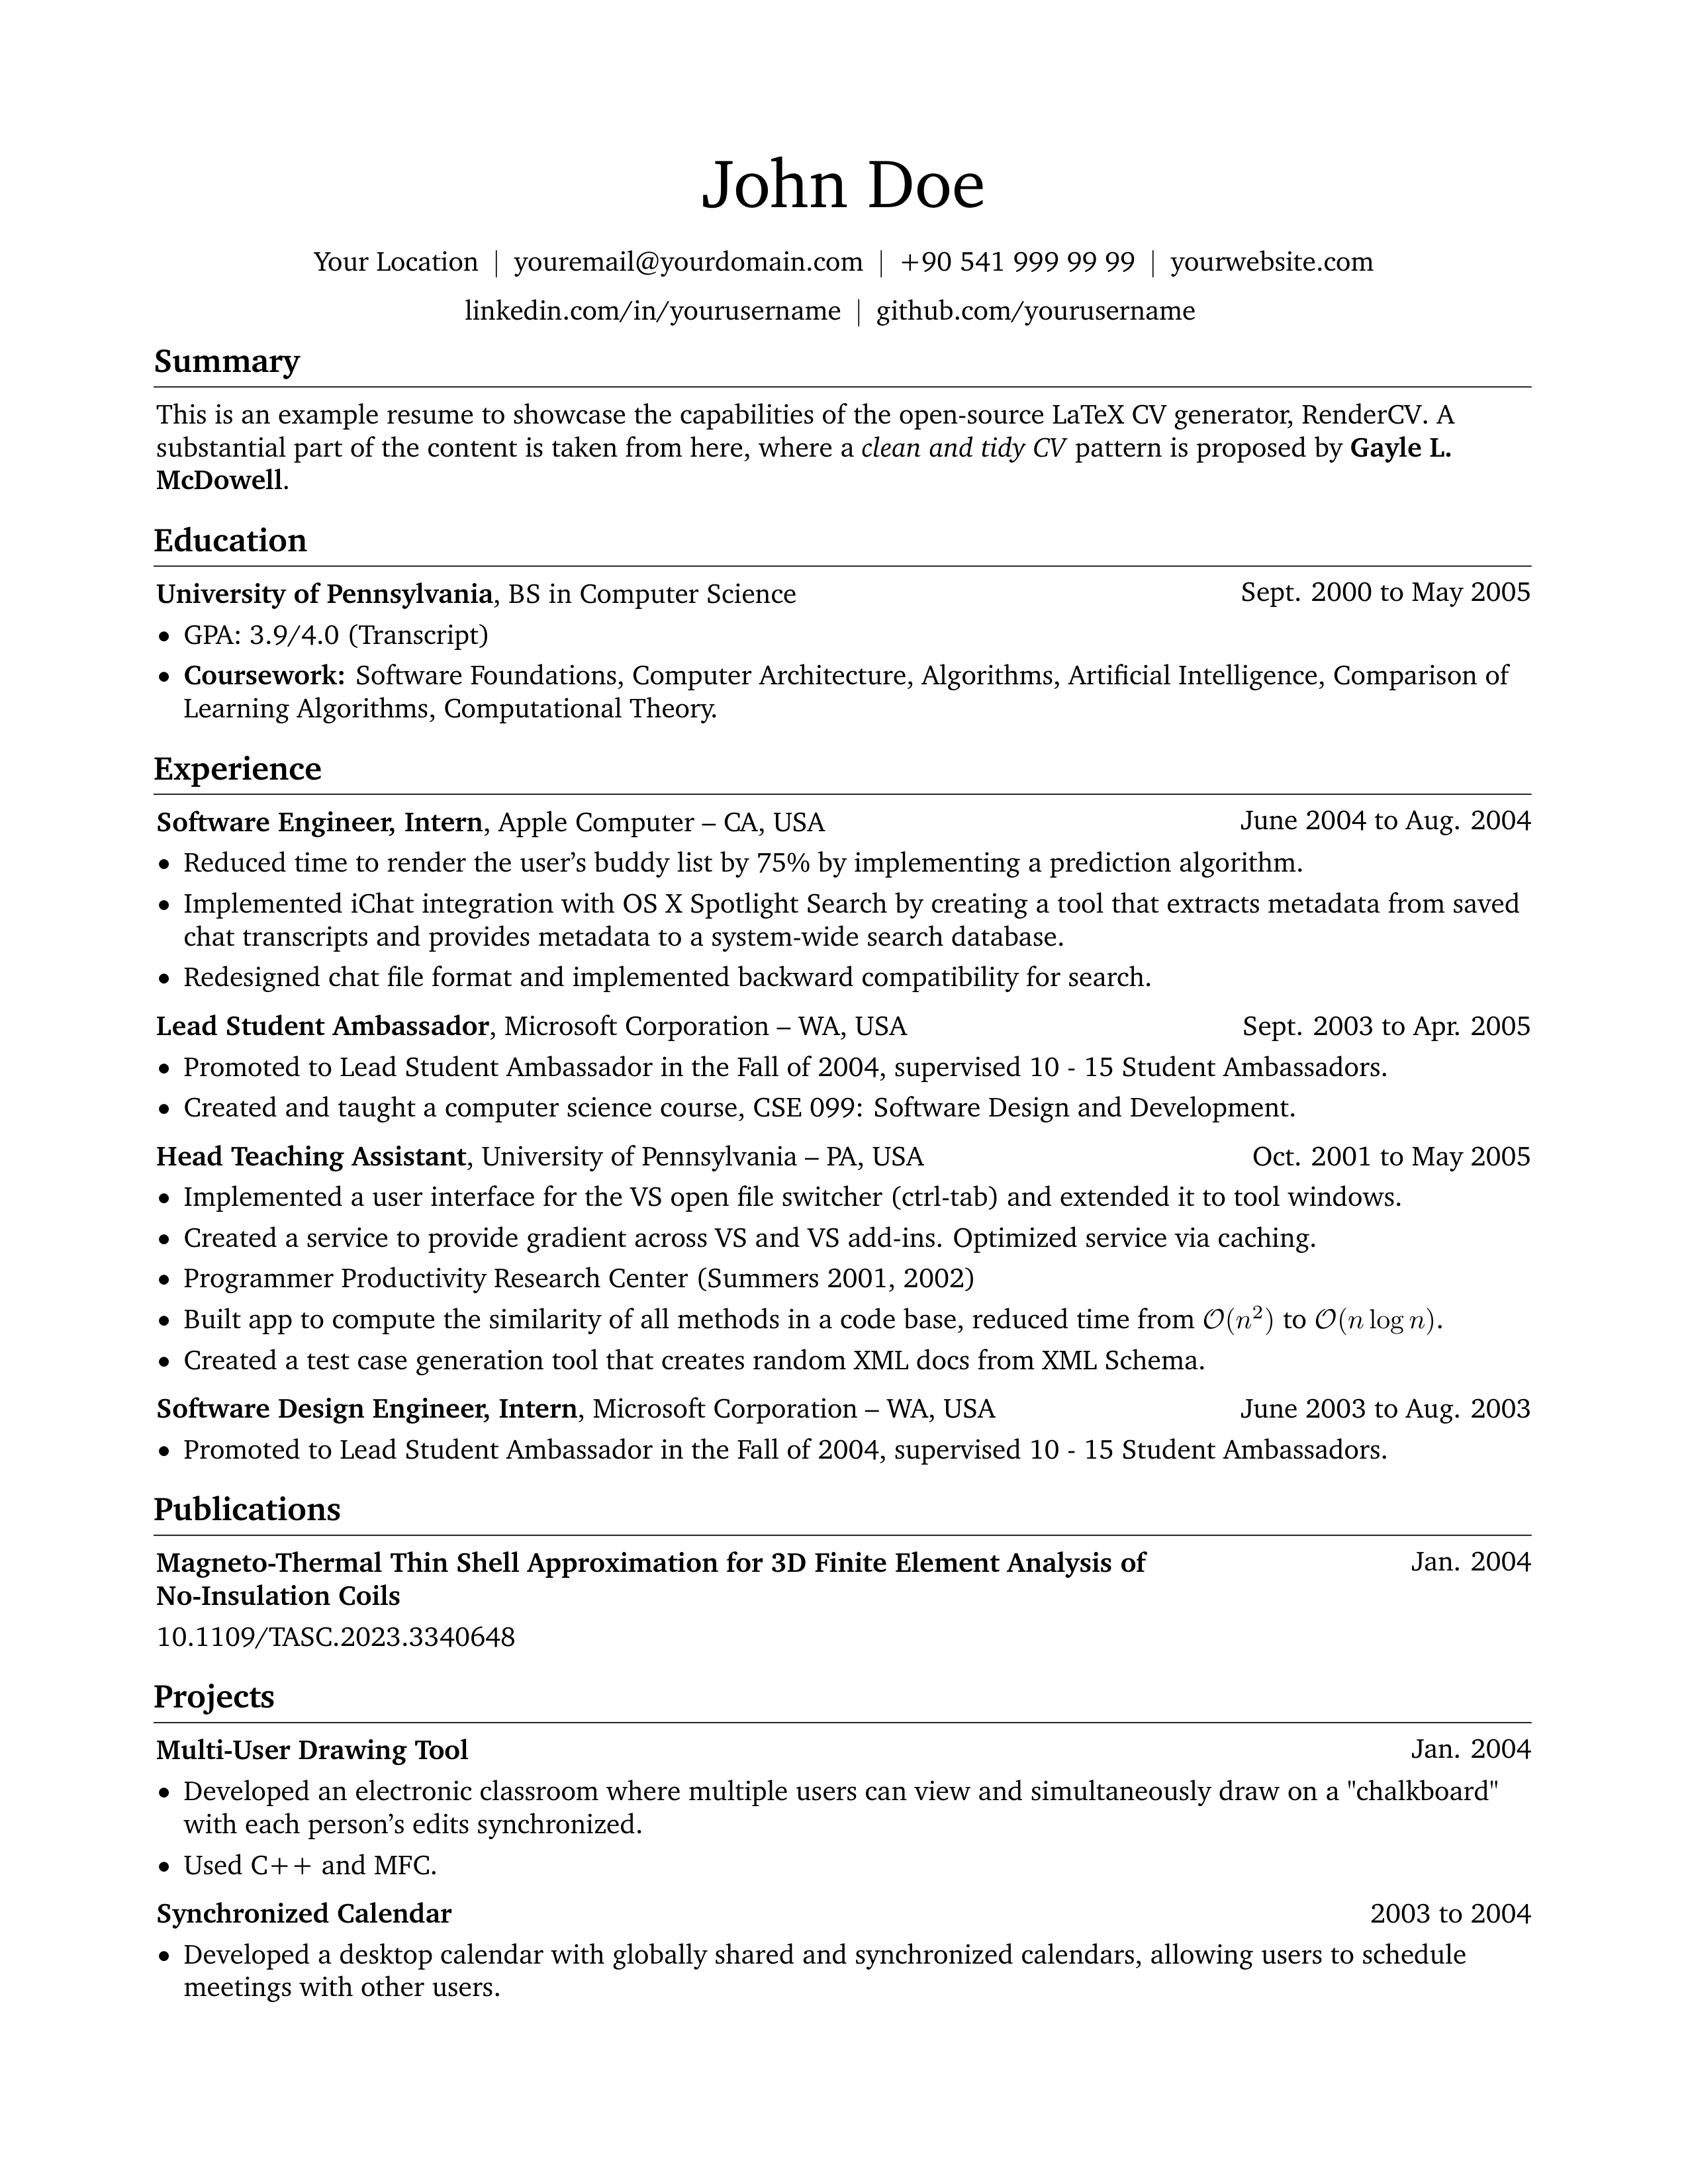 John Doe
Your Location | youremail@yourdomain.com | +90 541 999 99 99 | yourwebsite.com
linkedin.com/in/yourusername | github.com/yourusername
Summary
This is an example resume to showcase the capabilities of the open-source LaTeX CV generator, RenderCV. A
substantial part of the content is taken from here, where a clean and tidy CV pattern is proposed by Gayle L.
McDowell.
Education
University of Pennsylvania, BS in Computer Science Sept. 2000 to May 2005
• GPA: 3.9/4.0 (Transcript)
• Coursework: Software Foundations, Computer Architecture, Algorithms, Artificial Intelligence, Comparison of
Learning Algorithms, Computational Theory.
Experience
Software Engineer, Intern, Apple Computer – CA, USA June 2004 to Aug. 2004
• Reduced time to render the user’s buddy list by 75% by implementing a prediction algorithm.
• Implemented iChat integration with OS X Spotlight Search by creating a tool that extracts metadata from saved
chat transcripts and provides metadata to a system-wide search database.
• Redesigned chat file format and implemented backward compatibility for search.
Lead Student Ambassador, Microsoft Corporation – WA, USA Sept. 2003 to Apr. 2005
• Promoted to Lead Student Ambassador in the Fall of 2004, supervised 10 - 15 Student Ambassadors.
• Created and taught a computer science course, CSE 099: Software Design and Development.
Head Teaching Assistant, University of Pennsylvania – PA, USA Oct. 2001 to May 2005
• Implemented a user interface for the VS open file switcher (ctrl-tab) and extended it to tool windows.
• Created a service to provide gradient across VS and VS add-ins. Optimized service via caching.
• Programmer Productivity Research Center (Summers 2001, 2002)
• Built app to compute the similarity of all methods in a code base, reduced time from 𝒪(n²) to 𝒪(n log n).
• Created a test case generation tool that creates random XML docs from XML Schema.
Software Design Engineer, Intern, Microsoft Corporation – WA, USA June 2003 to Aug. 2003
• Promoted to Lead Student Ambassador in the Fall of 2004, supervised 10 - 15 Student Ambassadors.
Publications
Magneto-Thermal Thin Shell Approximation for 3D Finite Element Analysis of Jan. 2004
No-Insulation Coils
10.1109/TASC.2023.3340648
Projects
Multi-User Drawing Tool Jan. 2004
• Developed an electronic classroom where multiple users can view and simultaneously draw on a "chalkboard"
with each person’s edits synchronized.
• Used C++ and MFC.
Synchronized Calendar 2003 to 2004
• Developed a desktop calendar with globally shared and synchronized calendars, allowing users to schedule
meetings with other users.